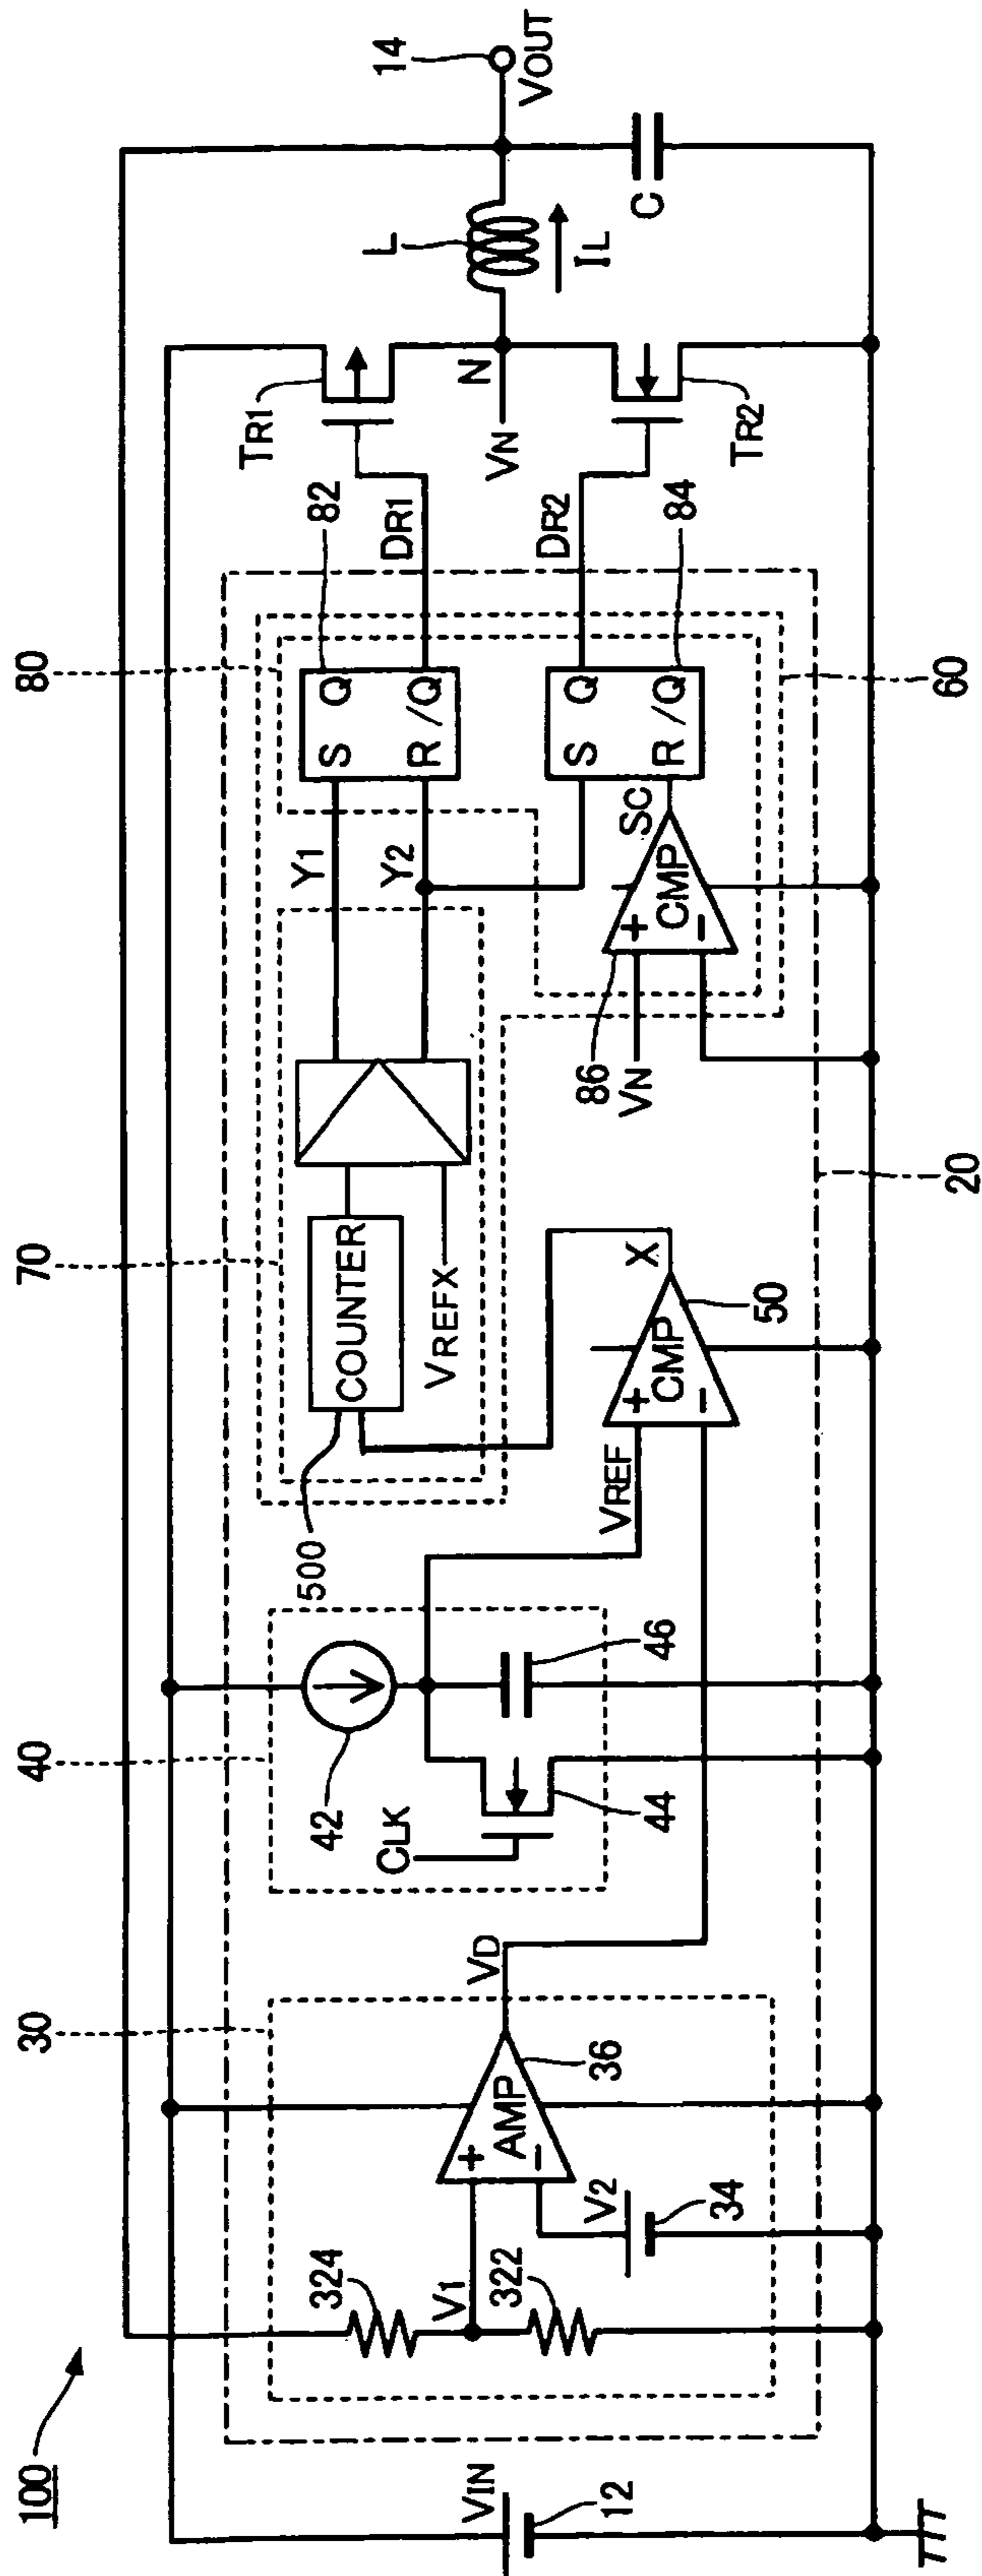 100
30
40
70
80
14
VOUT
L
IL
C
TR1
N
VN
TR2
82
DR1
DR2
84
S Q
R /Q
S Q
R /Q
Y1
Y2
SC
CMP
+
−
86
VN
60
20
COUNTER
500
VREFX
X
CMP
+
−
50
VREF
42
46
44
CLK
VD
AMP
+
−
36
V2
34
324
V1
322
VIN
12